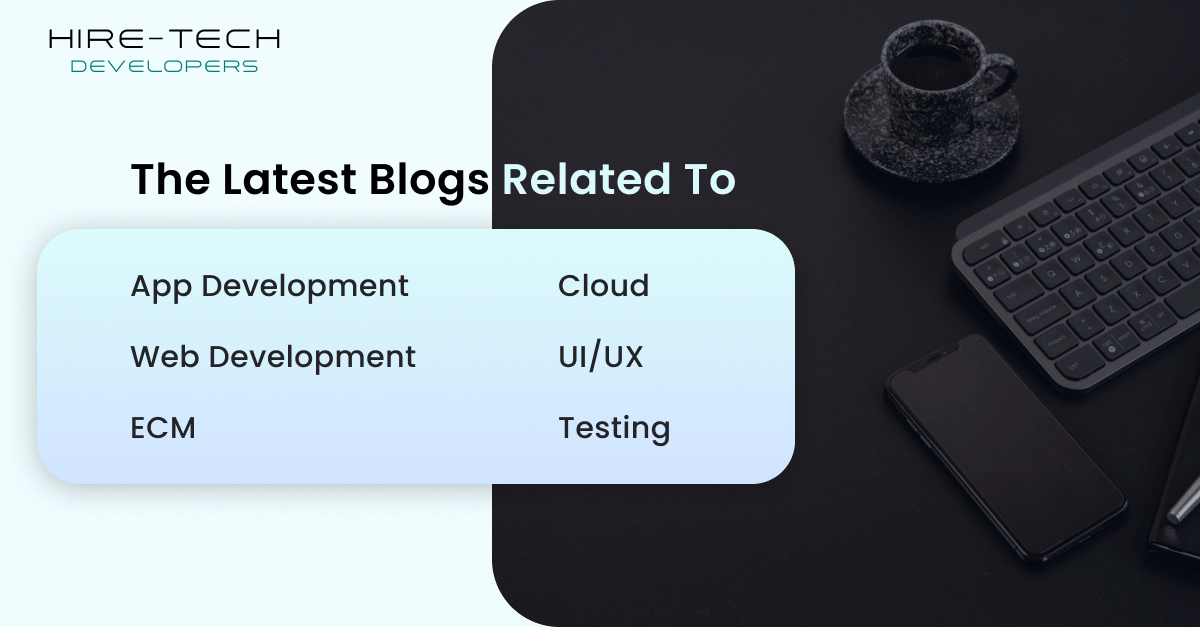 HIRE-TECH
DEVELOPERS
The Latest Blogs Related To
App Development
Cloud
Web Development
UI/UX
ECM
Testing